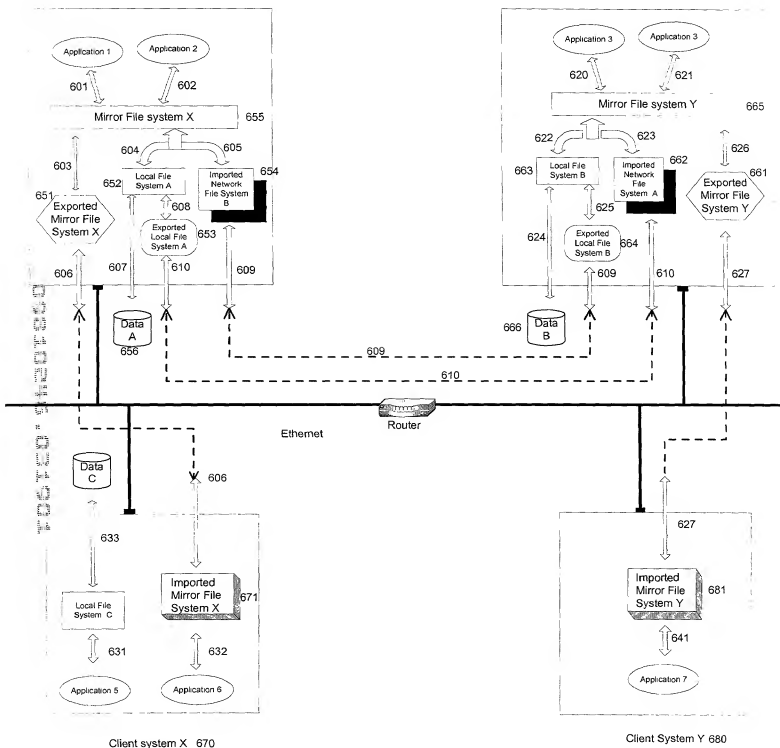 Application 1
Application 2
601
602
Mirror File system X
655
603
604
605
654
651
652
Local File
System A
Imported
Network
File System
B
608
Exported
Mirror File
System X
Exported
Local File
System A
653
606
607
610
609
Data
A
656
Application 3
Application 3
620
621
Mirror File system Y
665
622
623
626
663
Local File
System B
Imported
Network
File
System A
662
661
625
Exported
Mirror File
System Y
624
Exported
Local File
System B
664
609
610
627
666
Data
B
609
610
Ethernet
Router
Data
C
606
633
627
Local File
System C
Imported
Mirror File
System X
671
Imported
Mirror File
System Y
681
631
632
641
Application 5
Application 6
Application 7
Client system X 670
Client System Y 680